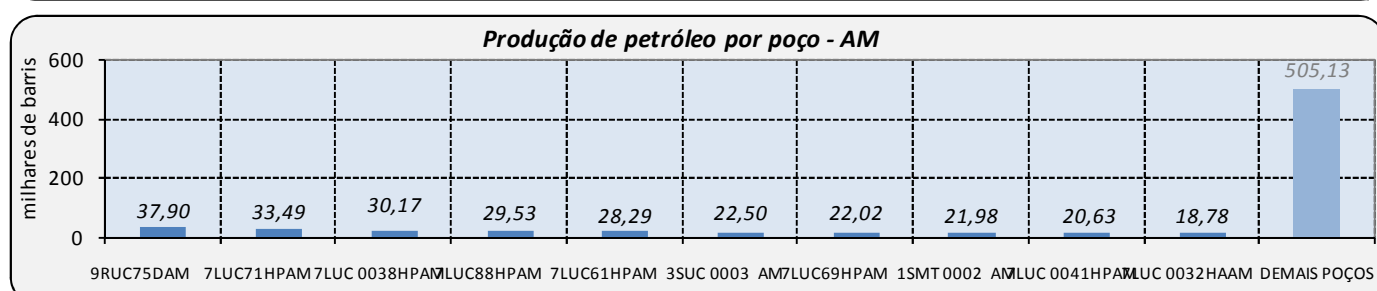 Produção de petróleo por poço - AM
milhares de barris
600
400
200
0
37,90 33,49 30,17 29,53 28,29 22,50 22,02 21,98 20,63 18,78 505,13
9RUC75DAM 7LUC71HPAM 7LUC 0038HPAM 7LUC88HPAM 7LUC61HPAM 3SUC 0003 AM 7LUC69HPAM 1SMT 0002 AM 7LUC 0041HPAM 7LUC 0032HAAM DEMAIS POÇOS